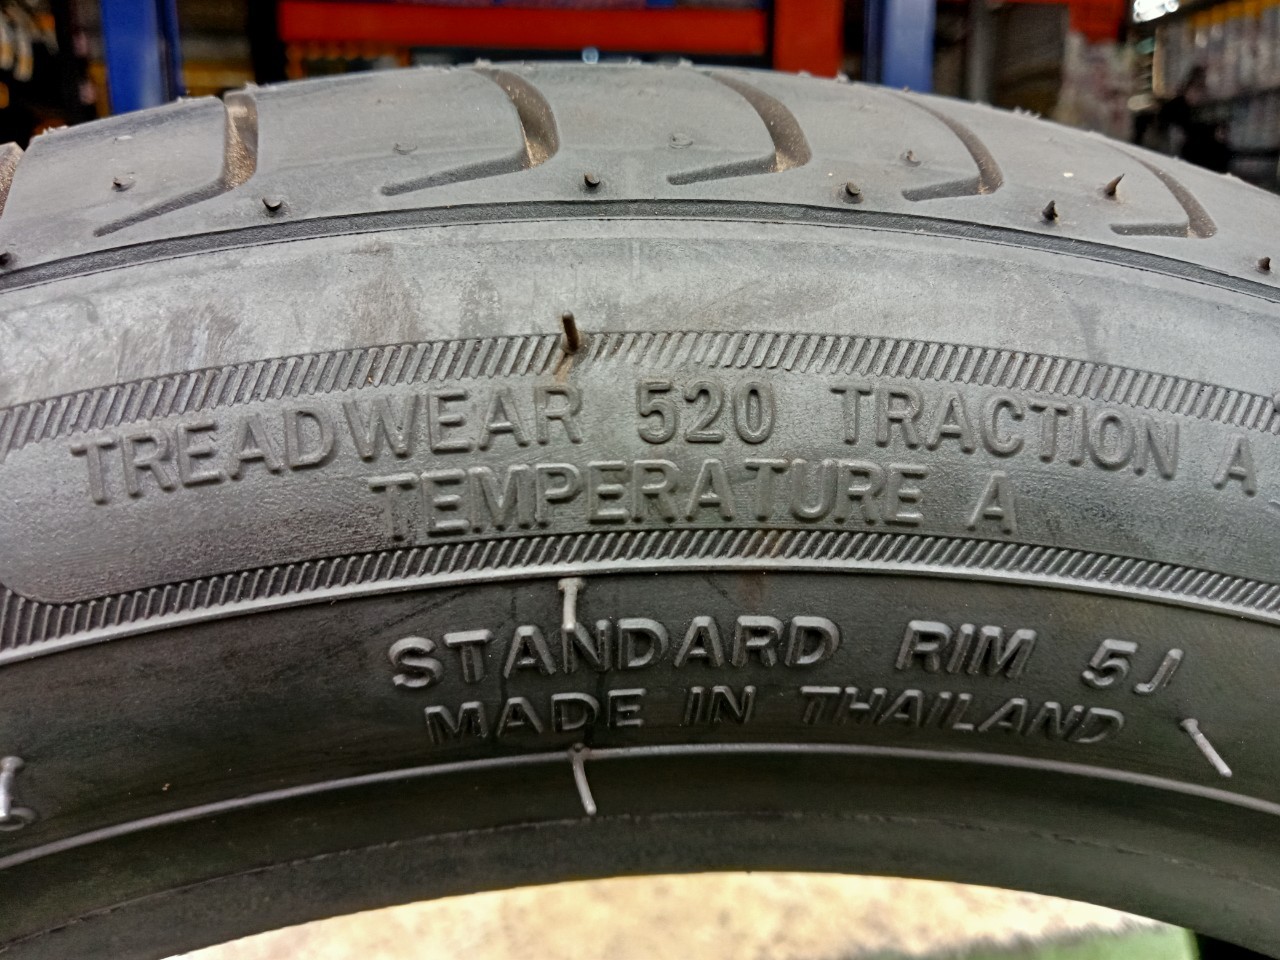 TREADWEAR 520 TRACTION A
TEMPERATURE A
STANDARD RIM 5J
MADE IN THAILAND